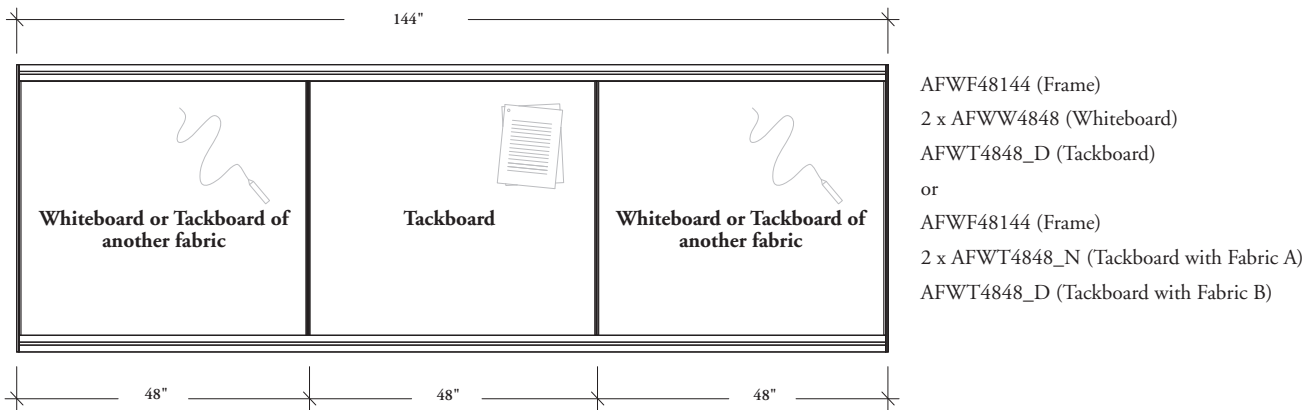 144"
AFWF48144 (Frame)
2 x AFWW4848 (Whiteboard)
AFWT4848_D (Tackboard)
or
AFWF48144 (Frame)
2 x AFWT4848_N (Tackboard with Fabric A)
AFWT4848_D (Tackboard with Fabric B)
Whiteboard or Tackboard of
another fabric
Tackboard
Whiteboard or Tackboard of
another fabric
48"
48"
48"